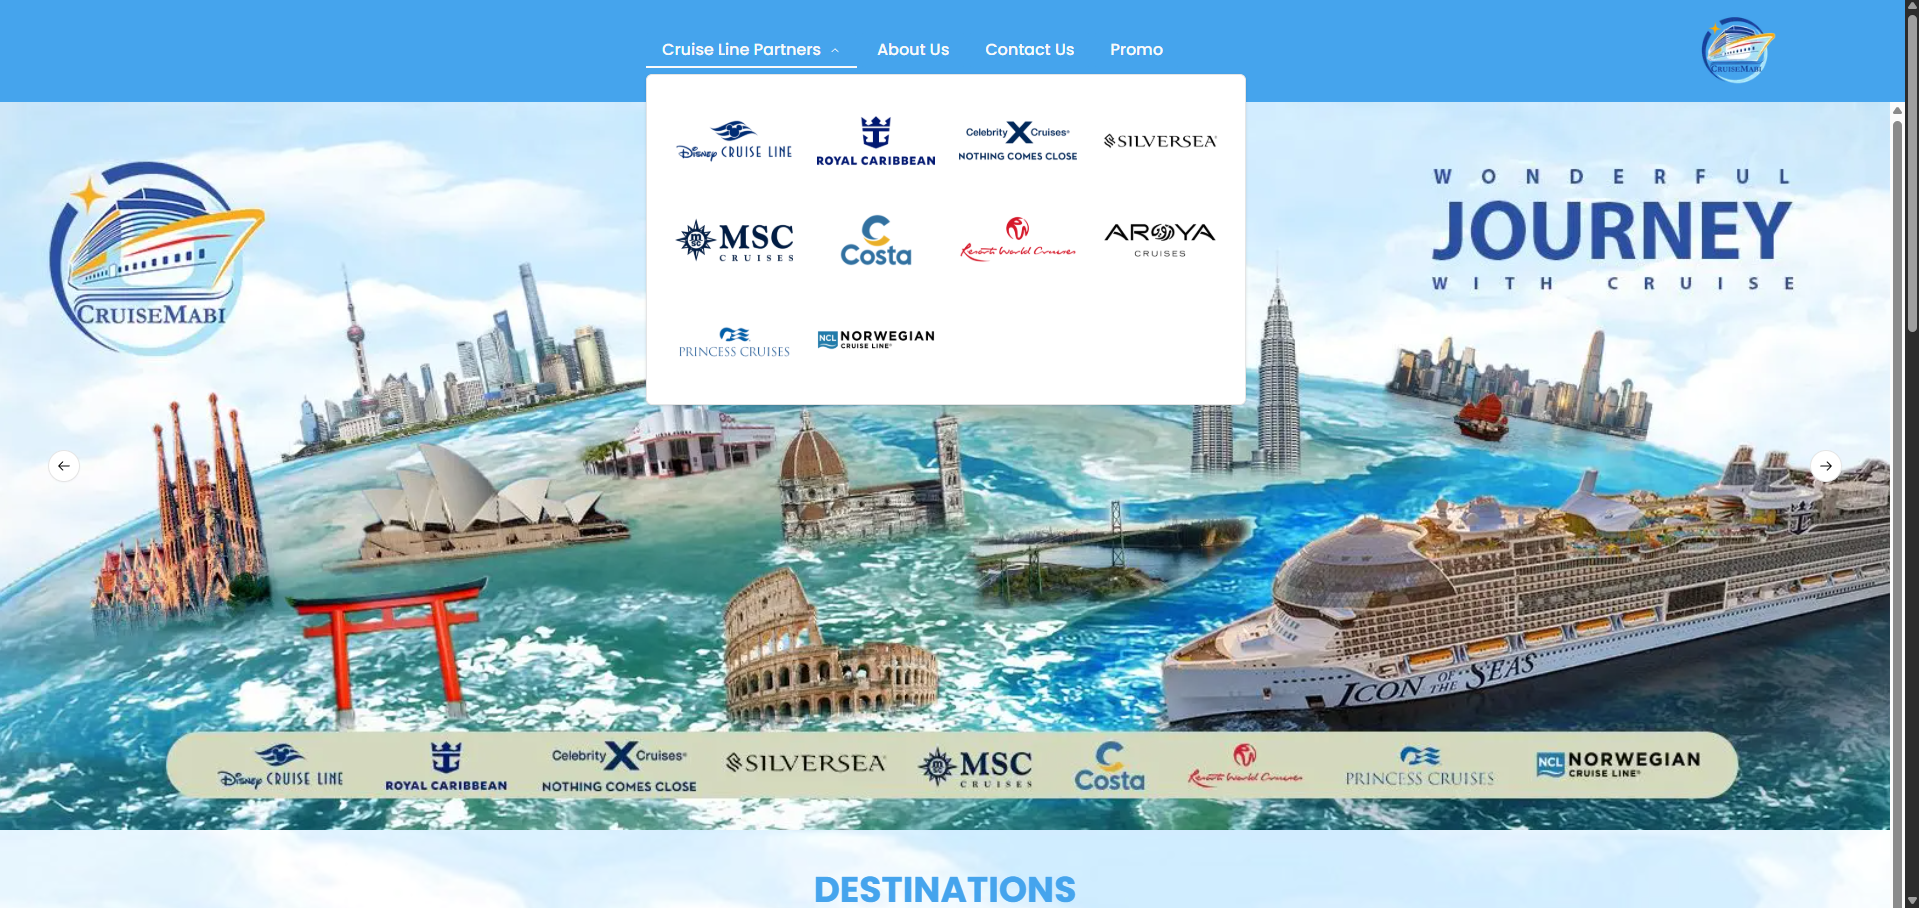 Cruise Line Partners
About Us
Contact Us
Promo
CRUISEMABI
Disney CRUISE LINE
ROYAL CARIBBEAN
Celebrity X Cruises®
NOTHING COMES CLOSE
SILVERSEA®
msc
MSC
CRUISES
Costa
Resorts World Cruises
AROYA
CRUISES
PRINCESS CRUISES
NCL NORWEGIAN
CRUISE LINE®
CRUISEMABI
WONDERFUL
JOURNEY
WITH CRUISE
ICON OF THE SEAS
Disney CRUISE LINE
ROYAL CARIBBEAN
Celebrity X Cruises®
NOTHING COMES CLOSE
SILVERSEA®
msc
MSC
CRUISES
Costa
Resorts World Cruises
PRINCESS CRUISES
NCL NORWEGIAN
CRUISE LINE®
DESTINATIONS